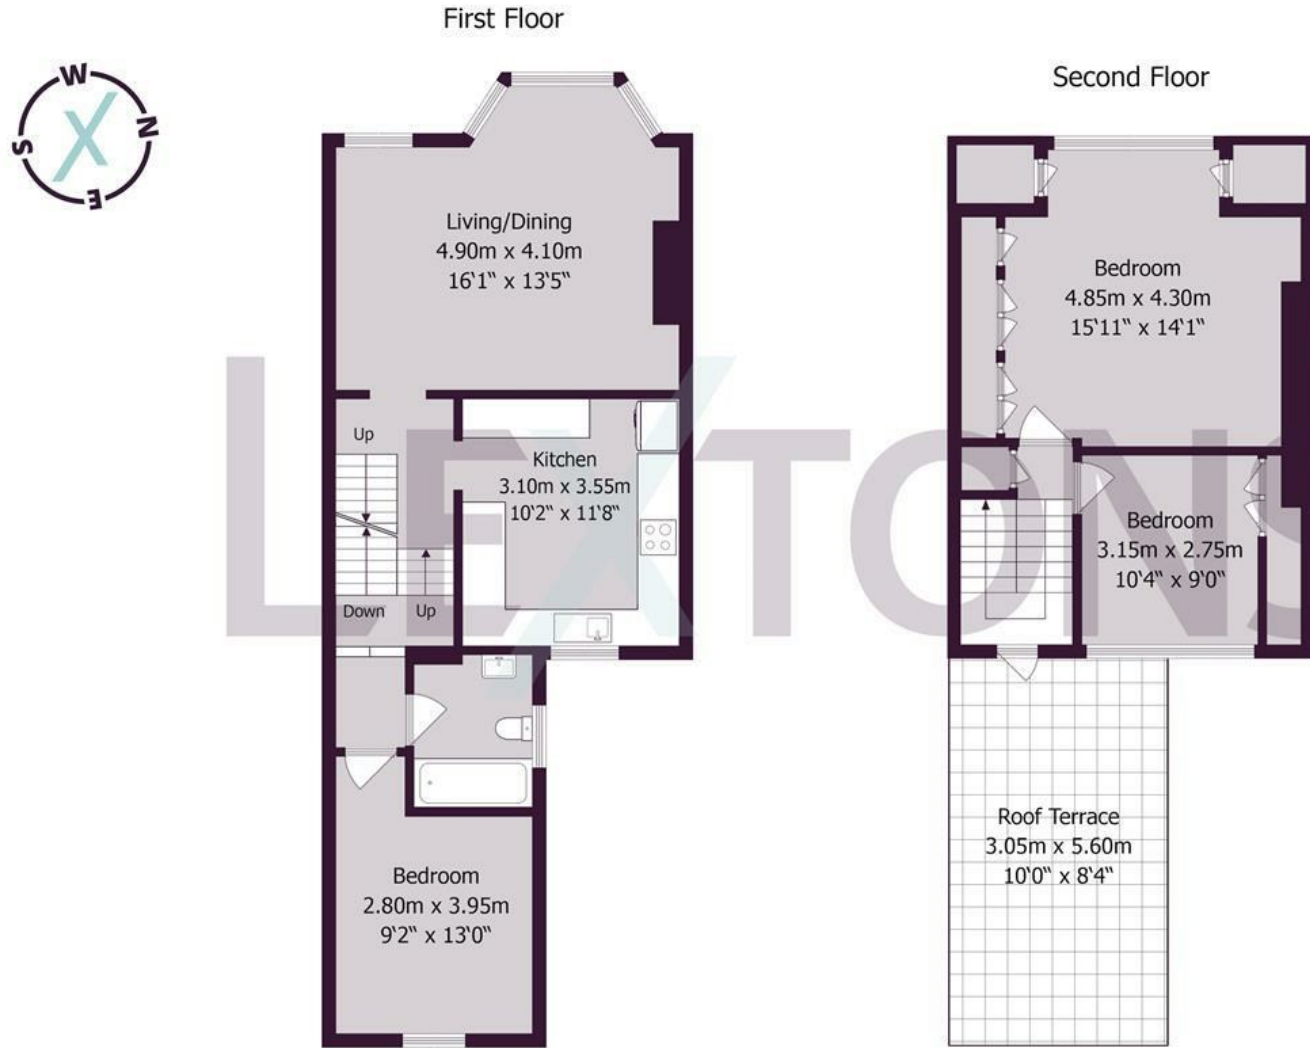 First Floor
W
N
S
E
X
Living/Dining
4.90m x 4.10m
16'1" x 13'5"
Up
Kitchen
3.10m x 3.55m
10'2" x 11'8"
Down
Up
Bedroom
2.80m x 3.95m
9'2" x 13'0"
Second Floor
Bedroom
4.85m x 4.30m
15'11" x 14'1"
Bedroom
3.15m x 2.75m
10'4" x 9'0"
Roof Terrace
3.05m x 5.60m
10'0" x 8'4"
LEXTONS